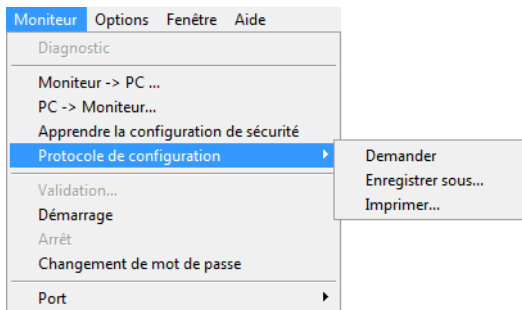 Moniteur Options Fenêtre Aide
Diagnostic
Moniteur -> PC ...
PC -> Moniteur...
Apprendre la configuration de sécurité
Protocole de configuration
Demander
Enregistrer sous...
Imprimer...
Validation...
Démarrage
Arrêt
Changement de mot de passe
Port